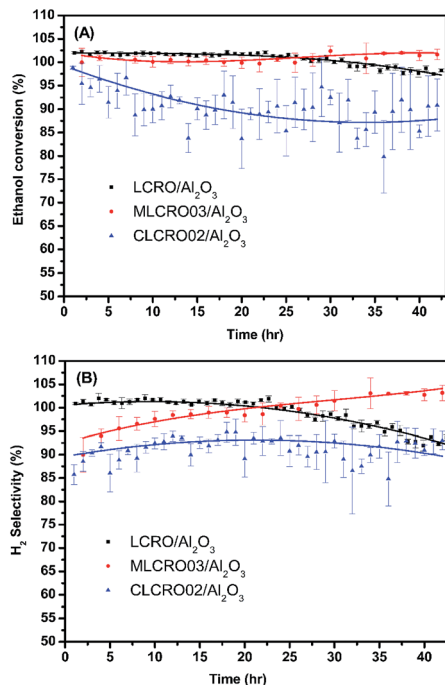 (A)
Ethanol conversion (%)
110
105
100
95
90
85
80
75
70
65
60
55
50
LCRO/Al₂O₃
MLCRO03/Al₂O₃
CLCRO02/Al₂O₃
0 5 10 15 20 25 30 35 40
Time (hr)
(B)
H₂ Selectivity (%)
110
105
100
95
90
85
80
75
70
65
60
55
50
LCRO/Al₂O₃
MLCRO03/Al₂O₃
CLCRO02/Al₂O₃
0 5 10 15 20 25 30 35 40
Time (hr)